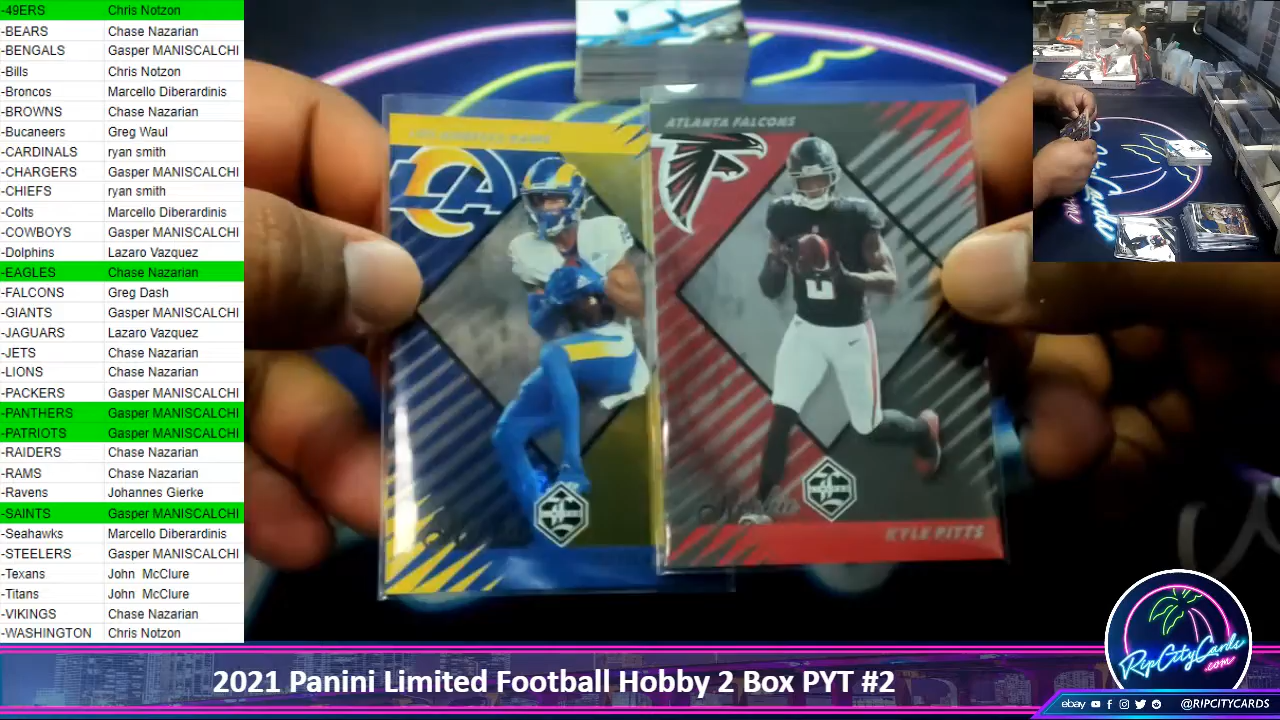 -49ERS Chris Notzon
-BEARS Chase Nazarian
-BENGALS Gasper MANISCALCHI
-Bills Chris Notzon
-Broncos Marcello Diberardinis
-BROWNS Chase Nazarian
-Bucaneers Greg Waul
-CARDINALS ryan smith
-CHARGERS Gasper MANISCALCHI
-CHIEFS ryan smith
-Colts Marcello Diberardinis
-COWBOYS Gasper MANISCALCHI
-Dolphins Lazaro Vazquez
-EAGLES Chase Nazarian
-FALCONS Greg Dash
-GIANTS Gasper MANISCALCHI
-JAGUARS Lazaro Vazquez
-JETS Chase Nazarian
-LIONS Chase Nazarian
-PACKERS Gasper MANISCALCHI
-PANTHERS Gasper MANISCALCHI
-PATRIOTS Gasper MANISCALCHI
-RAIDERS Chase Nazarian
-RAMS Chase Nazarian
-Ravens Johannes Gierke
-SAINTS Gasper MANISCALCHI
-Seahawks Marcello Diberardinis
-STEELERS Gasper MANISCALCHI
-Texans John McClure
-Titans John McClure
-VIKINGS Chase Nazarian
-WASHINGTON Chris Notzon
LOS ANGELES RAMS
LA
ATLANTA FALCONS
KYLE PITTS
2021 Panini Limited Football Hobby 2 Box PYT #2
RipCityCards
.com
ebay @RIPCITYCARDS